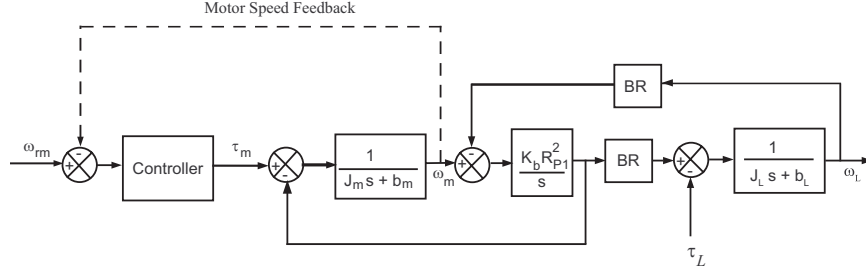 Motor Speed Feedback
BR
ω_rm
+
-
Controller
τ_m
+
-
1
J_m s + b_m
ω_m
+
-
K_b R_P1^2
s
BR
+
-
1
J_L s + b_L
ω_L
τ_L